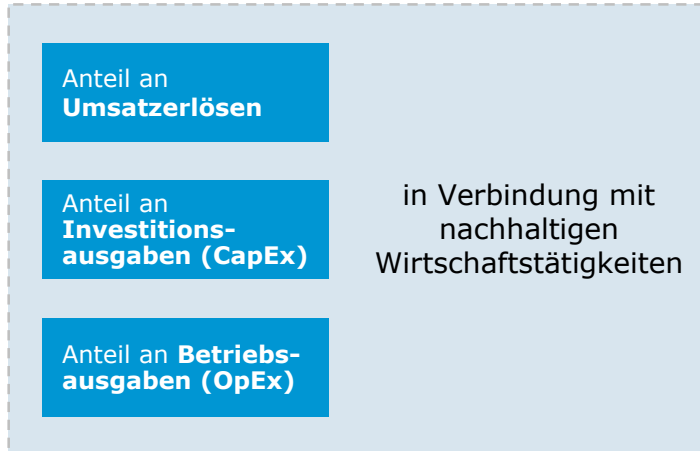 Anteil an
Umsatzerlösen
Anteil an
Investitions-
ausgaben (CapEx)
Anteil an Betriebs-
ausgaben (OpEx)
in Verbindung mit
nachhaltigen
Wirtschaftstätigkeiten